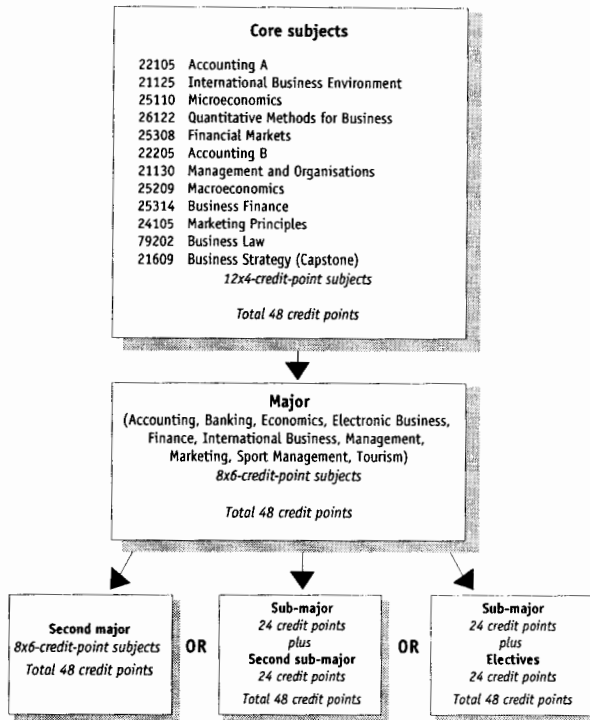 Core subjects
22105 Accounting A
21125 International Business Environment
25110 Microeconomics
26122 Quantitative Methods for Business
25308 Financial Markets
22205 Accounting B
21130 Management and Organisations
25209 Macroeconomics
25314 Business Finance
24105 Marketing Principles
79202 Business Law
21609 Business Strategy (Capstone)
12x4-credit-point subjects
Total 48 credit points
Major
(Accounting, Banking, Economics, Electronic Business,
Finance, International Business, Management,
Marketing, Sport Management, Tourism)
8x6-credit-point subjects
Total 48 credit points
Second major
8x6-credit-point subjects
Total 48 credit points
OR
Sub-major
24 credit points
plus
Second sub-major
24 credit points
Total 48 credit points
OR
Sub-major
24 credit points
plus
Electives
24 credit points
Total 48 credit points